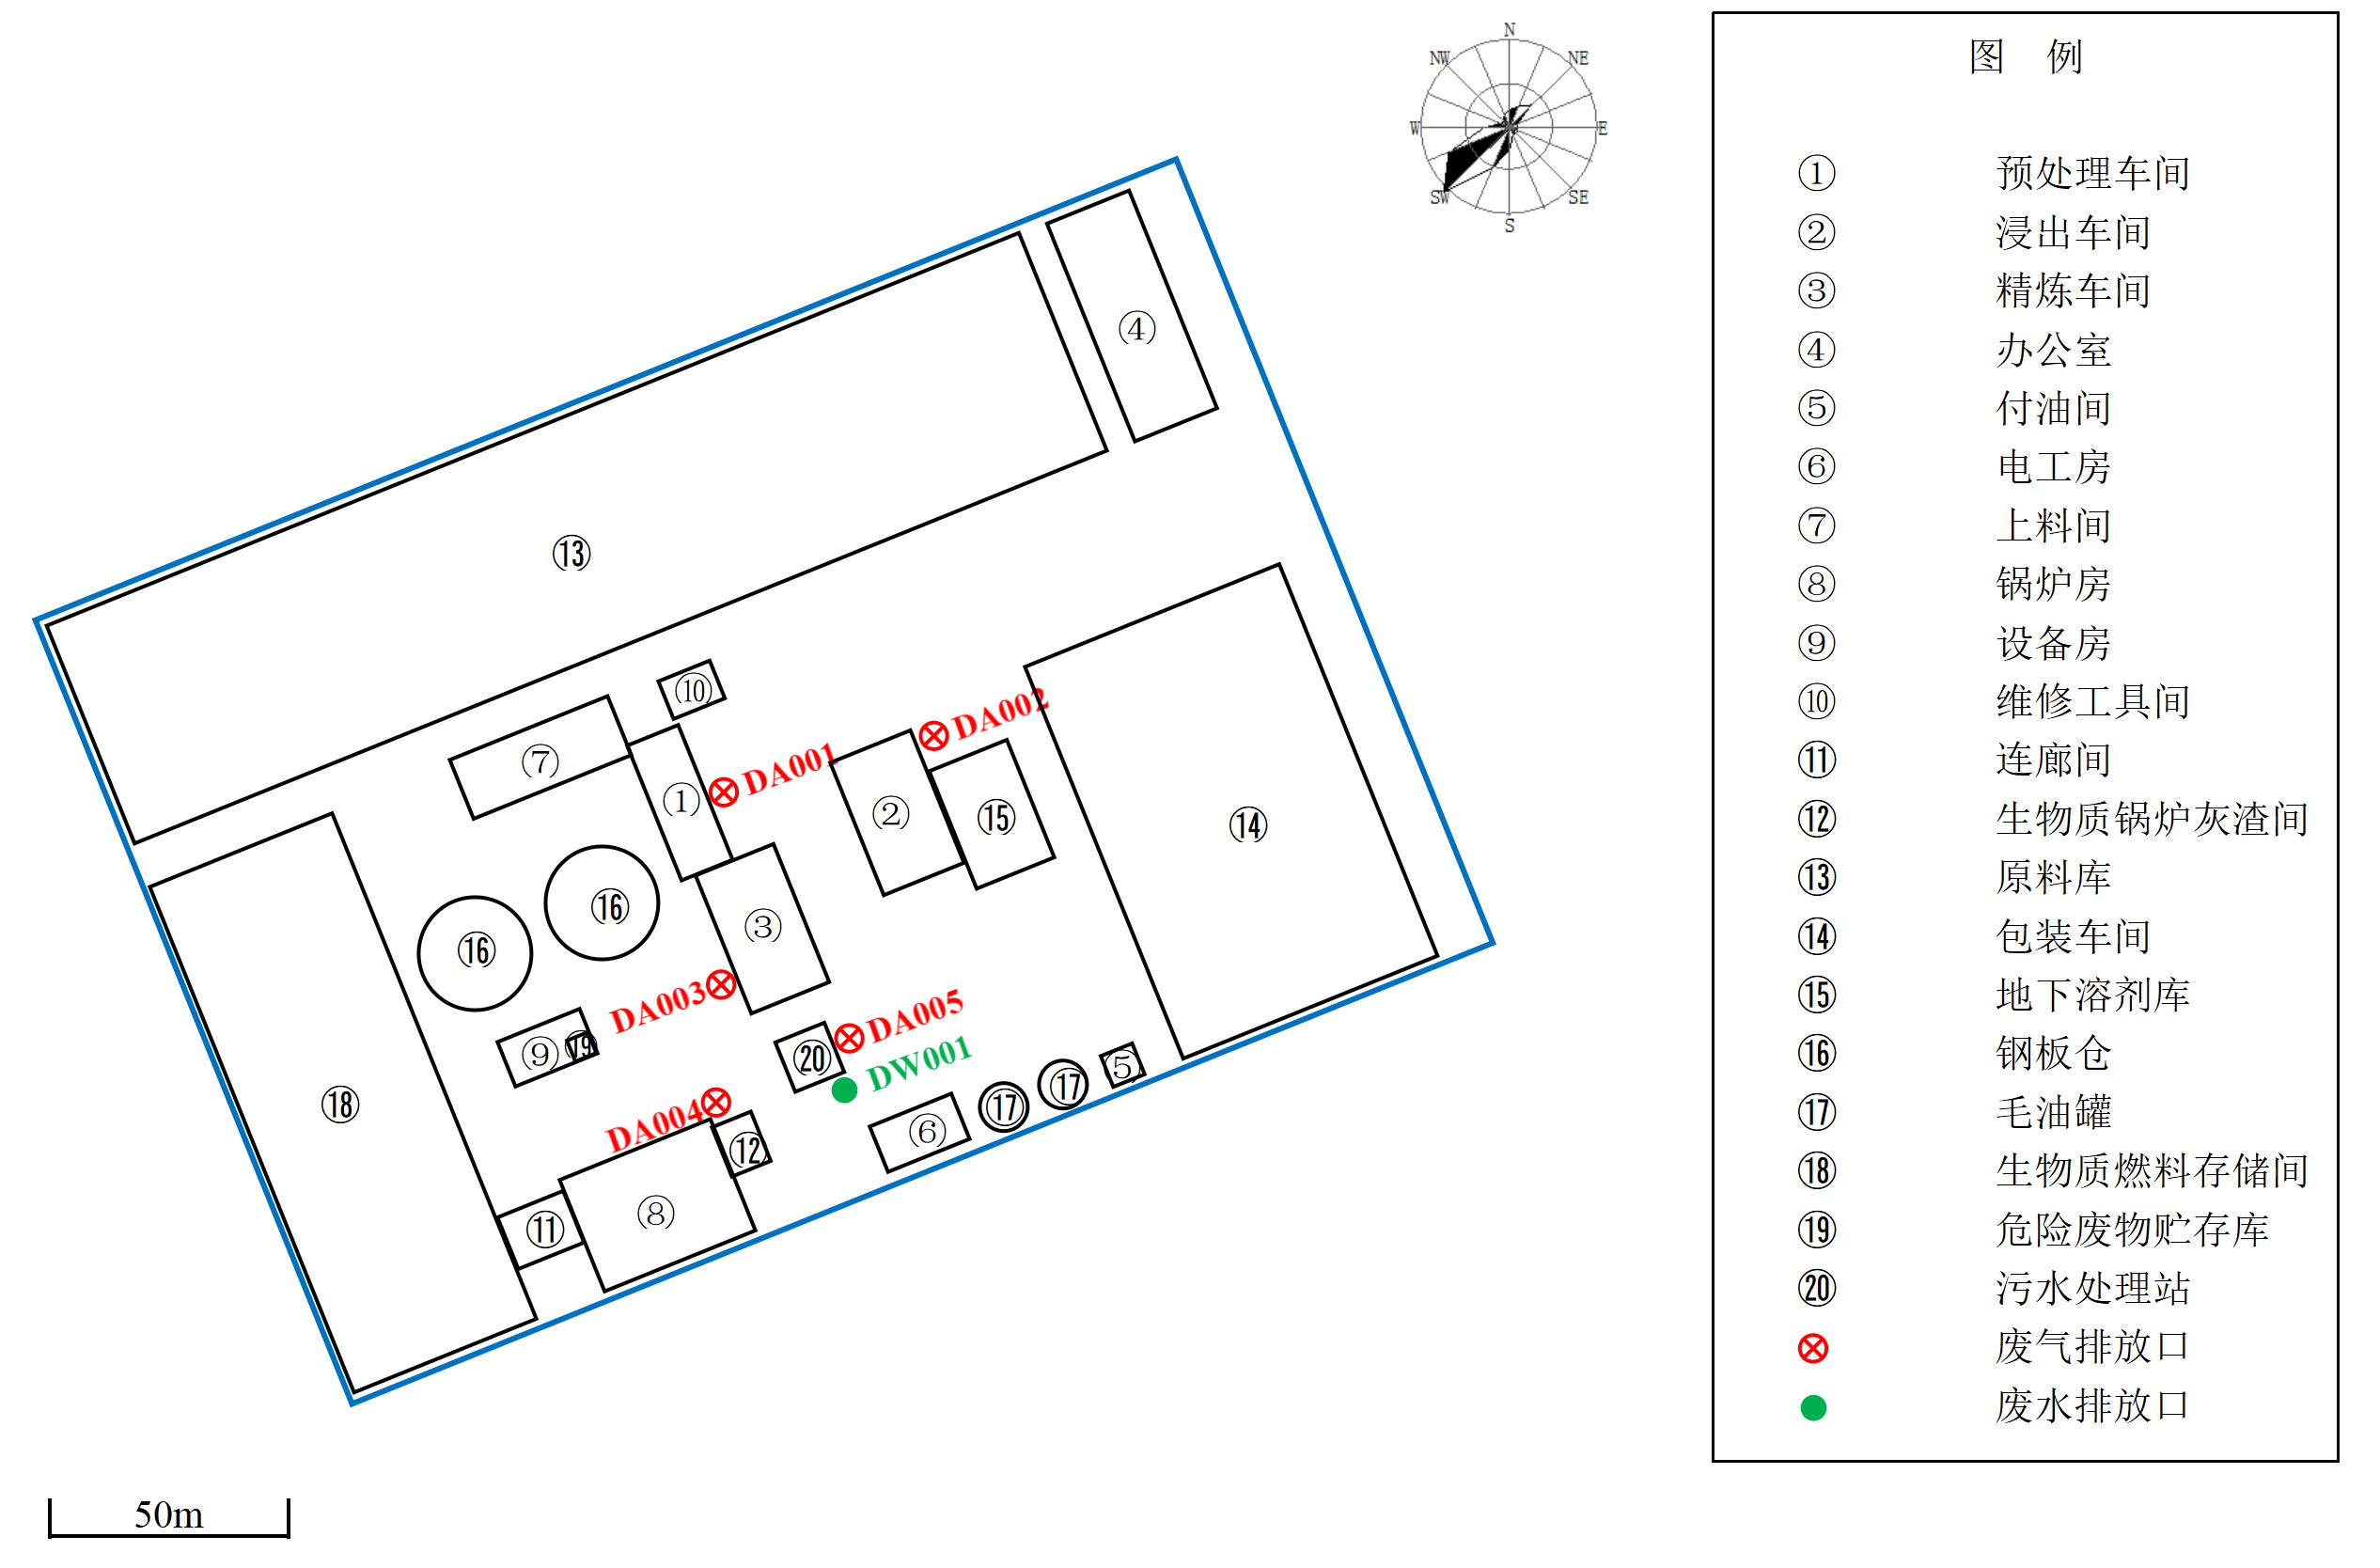 N
NW
NE
W
E
SW
SE
S
图 例
① 预处理车间
② 浸出车间
③ 精炼车间
④ 办公室
⑤ 付油间
⑥ 电工房
⑦ 上料间
⑧ 锅炉房
⑨ 设备房
⑩ 维修工具间
⑪ 连廊间
⑫ 生物质锅炉灰渣间
⑬ 原料库
⑭ 包装车间
⑮ 地下溶剂库
⑯ 钢板仓
⑰ 毛油罐
⑱ 生物质燃料存储间
⑲ 危险废物贮存库
⑳ 污水处理站
废气排放口
废水排放口
④
⑬
⑩
DA002
⑦
DA001
①
②
⑮
⑭
⑯
③
⑯
DA003
DA005
⑨
⑲
⑳
DW001
⑤
⑰
⑰
⑱
DA004
⑥
⑫
⑧
⑪
50m